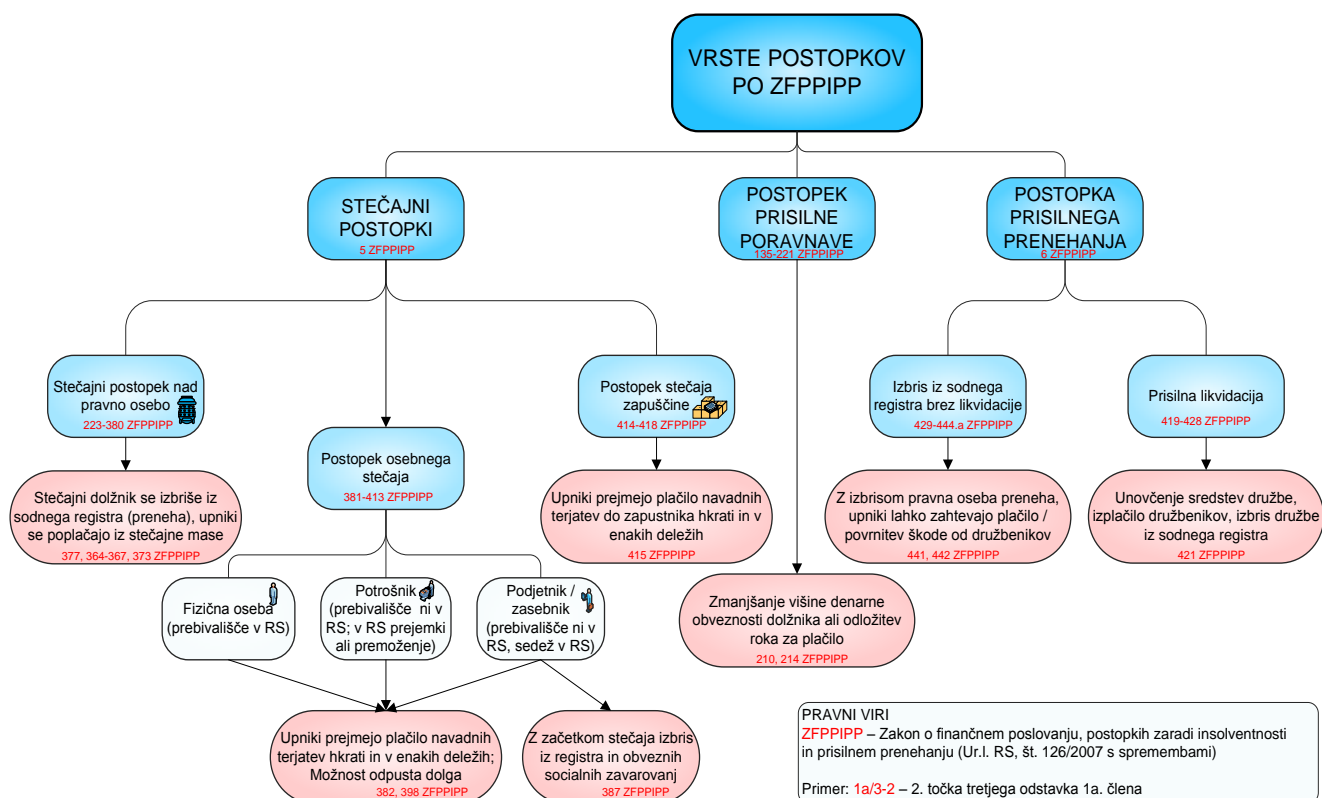 VRSTE POSTOPKOV
PO ZFPPIPP
STEČAJNI
POSTOPKI
5 ZFPPIPP
POSTOPEK
PRISILNE
PORAVNAVE
135-221 ZFPPIPP
POSTOPKA
PRISILNEGA
PRENEHANJA
6 ZFPPIPP
Stečajni postopek nad
pravno osebo
223-380 ZFPPIPP
Postopek osebnega
stečaja
381-413 ZFPPIPP
Postopek stečaja
zapuščine
414-418 ZFPPIPP
Izbris iz sodnega
registra brez likvidacije
429-444.a ZFPPIPP
Prisilna likvidacija
419-428 ZFPPIPP
Stečajni dolžnik se izbriše iz
sodnega registra (preneha), upniki
se poplačajo iz stečajne mase
377, 364-367, 373 ZFPPIPP
Upniki prejmejo plačilo navadnih
terjatev do zapustnika hkrati in v
enakih deležih
415 ZFPPIPP
Z izbrisom pravna oseba preneha,
upniki lahko zahtevajo plačilo /
povrnitev škode od družbenikov
441, 442 ZFPPIPP
Unovčenje sredstev družbe,
izplačilo družbenikov, izbris družbe
iz sodnega registra
421 ZFPPIPP
Fizična oseba
(prebivališče v RS)
Potrošnik
(prebivališče ni v
RS; v RS prejemki
ali premoženje)
Podjetnik /
zasebnik
(prebivališče ni v
RS, sedež v RS)
Zmanjšanje višine denarne
obveznosti dolžnika ali odložitev
roka za plačilo
210, 214 ZFPPIPP
Upniki prejmejo plačilo navadnih
terjatev hkrati in v enakih deležih;
Možnost odpusta dolga
382, 398 ZFPPIPP
Z začetkom stečaja izbris
iz registra in obveznih
socialnih zavarovanj
387 ZFPPIPP
PRAVNI VIRI
ZFPPIPP – Zakon o finančnem poslovanju, postopkih zaradi insolventnosti
in prisilnem prenehanju (Ur.l. RS, št. 126/2007 s spremembami)
Primer: 1a/3-2 – 2. točka tretjega odstavka 1a. člena